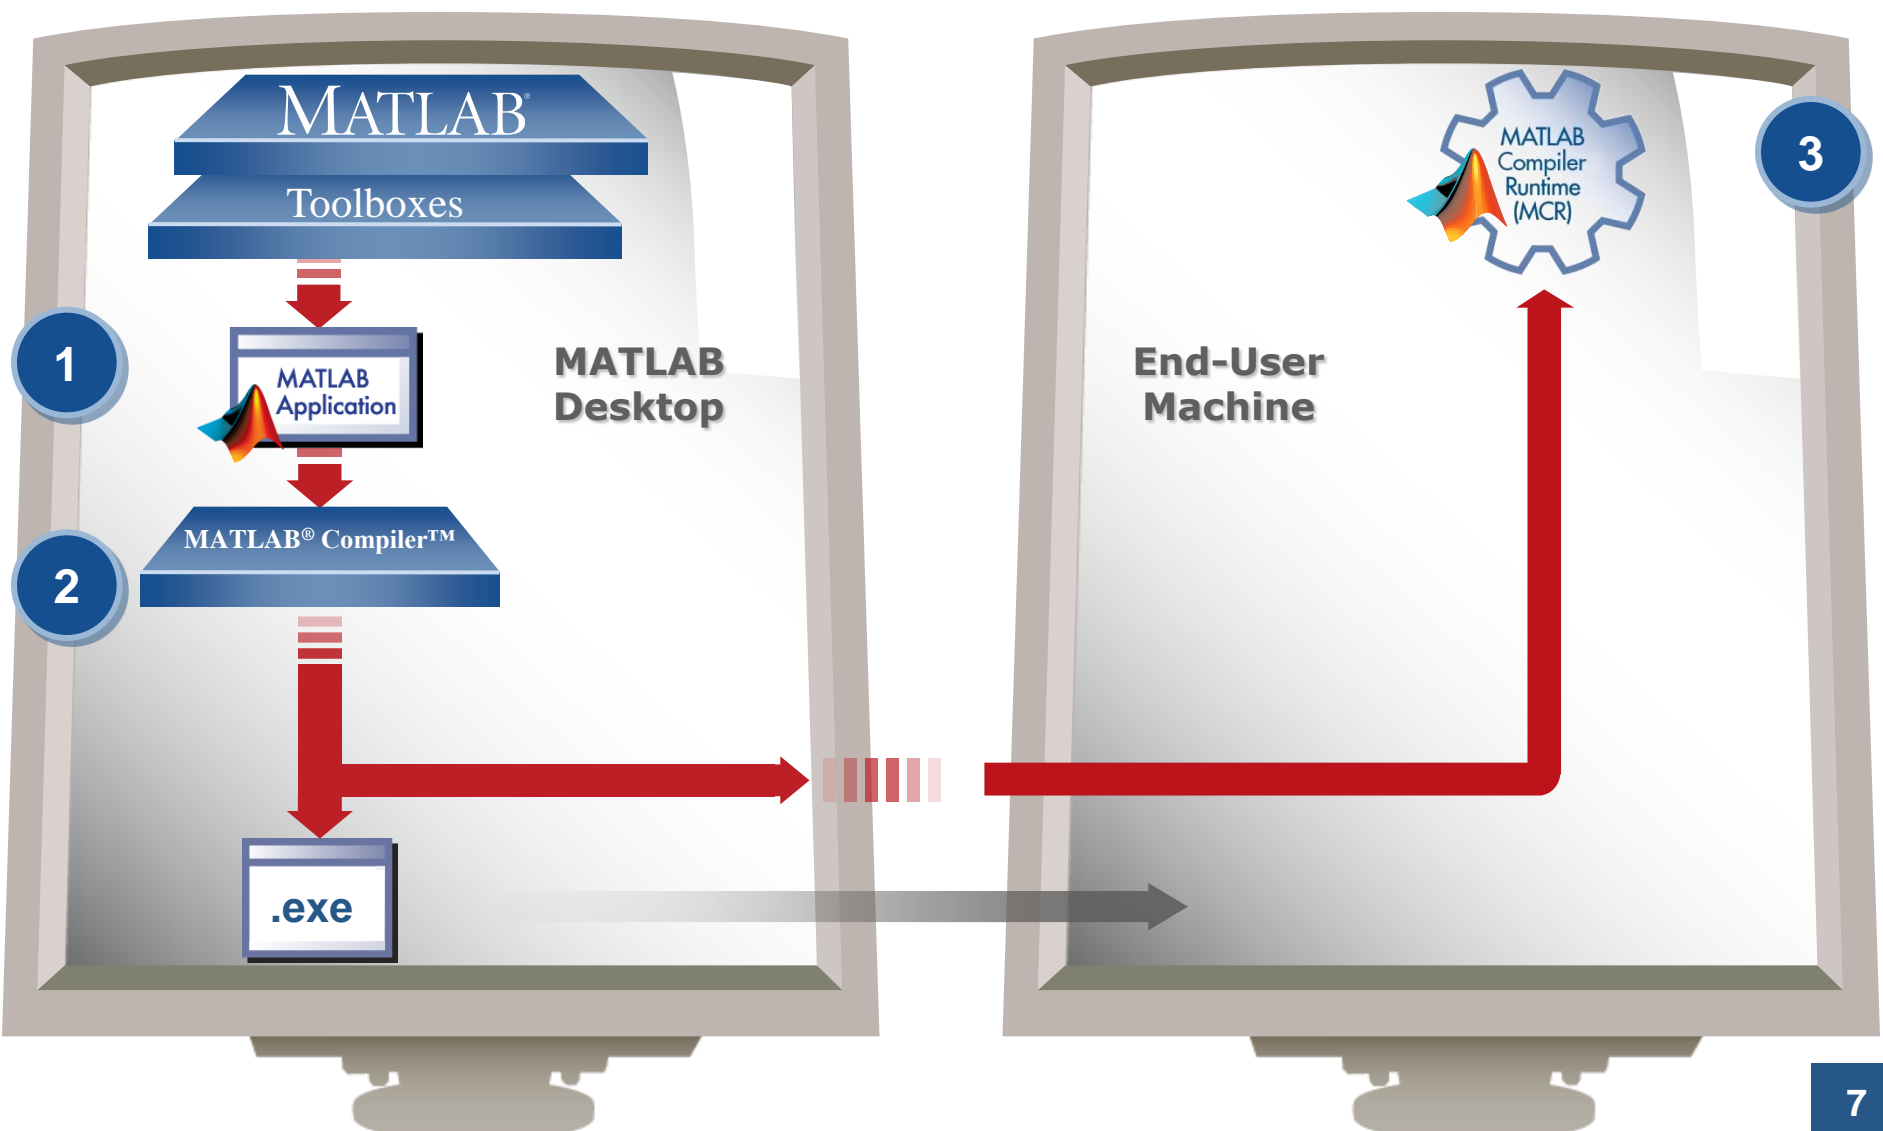 MATLAB®
Toolboxes
1
MATLAB
Application
MATLAB
Desktop
2
MATLAB® Compiler™
.exe
MATLAB
Compiler
Runtime
(MCR)
3
End-User
Machine
7